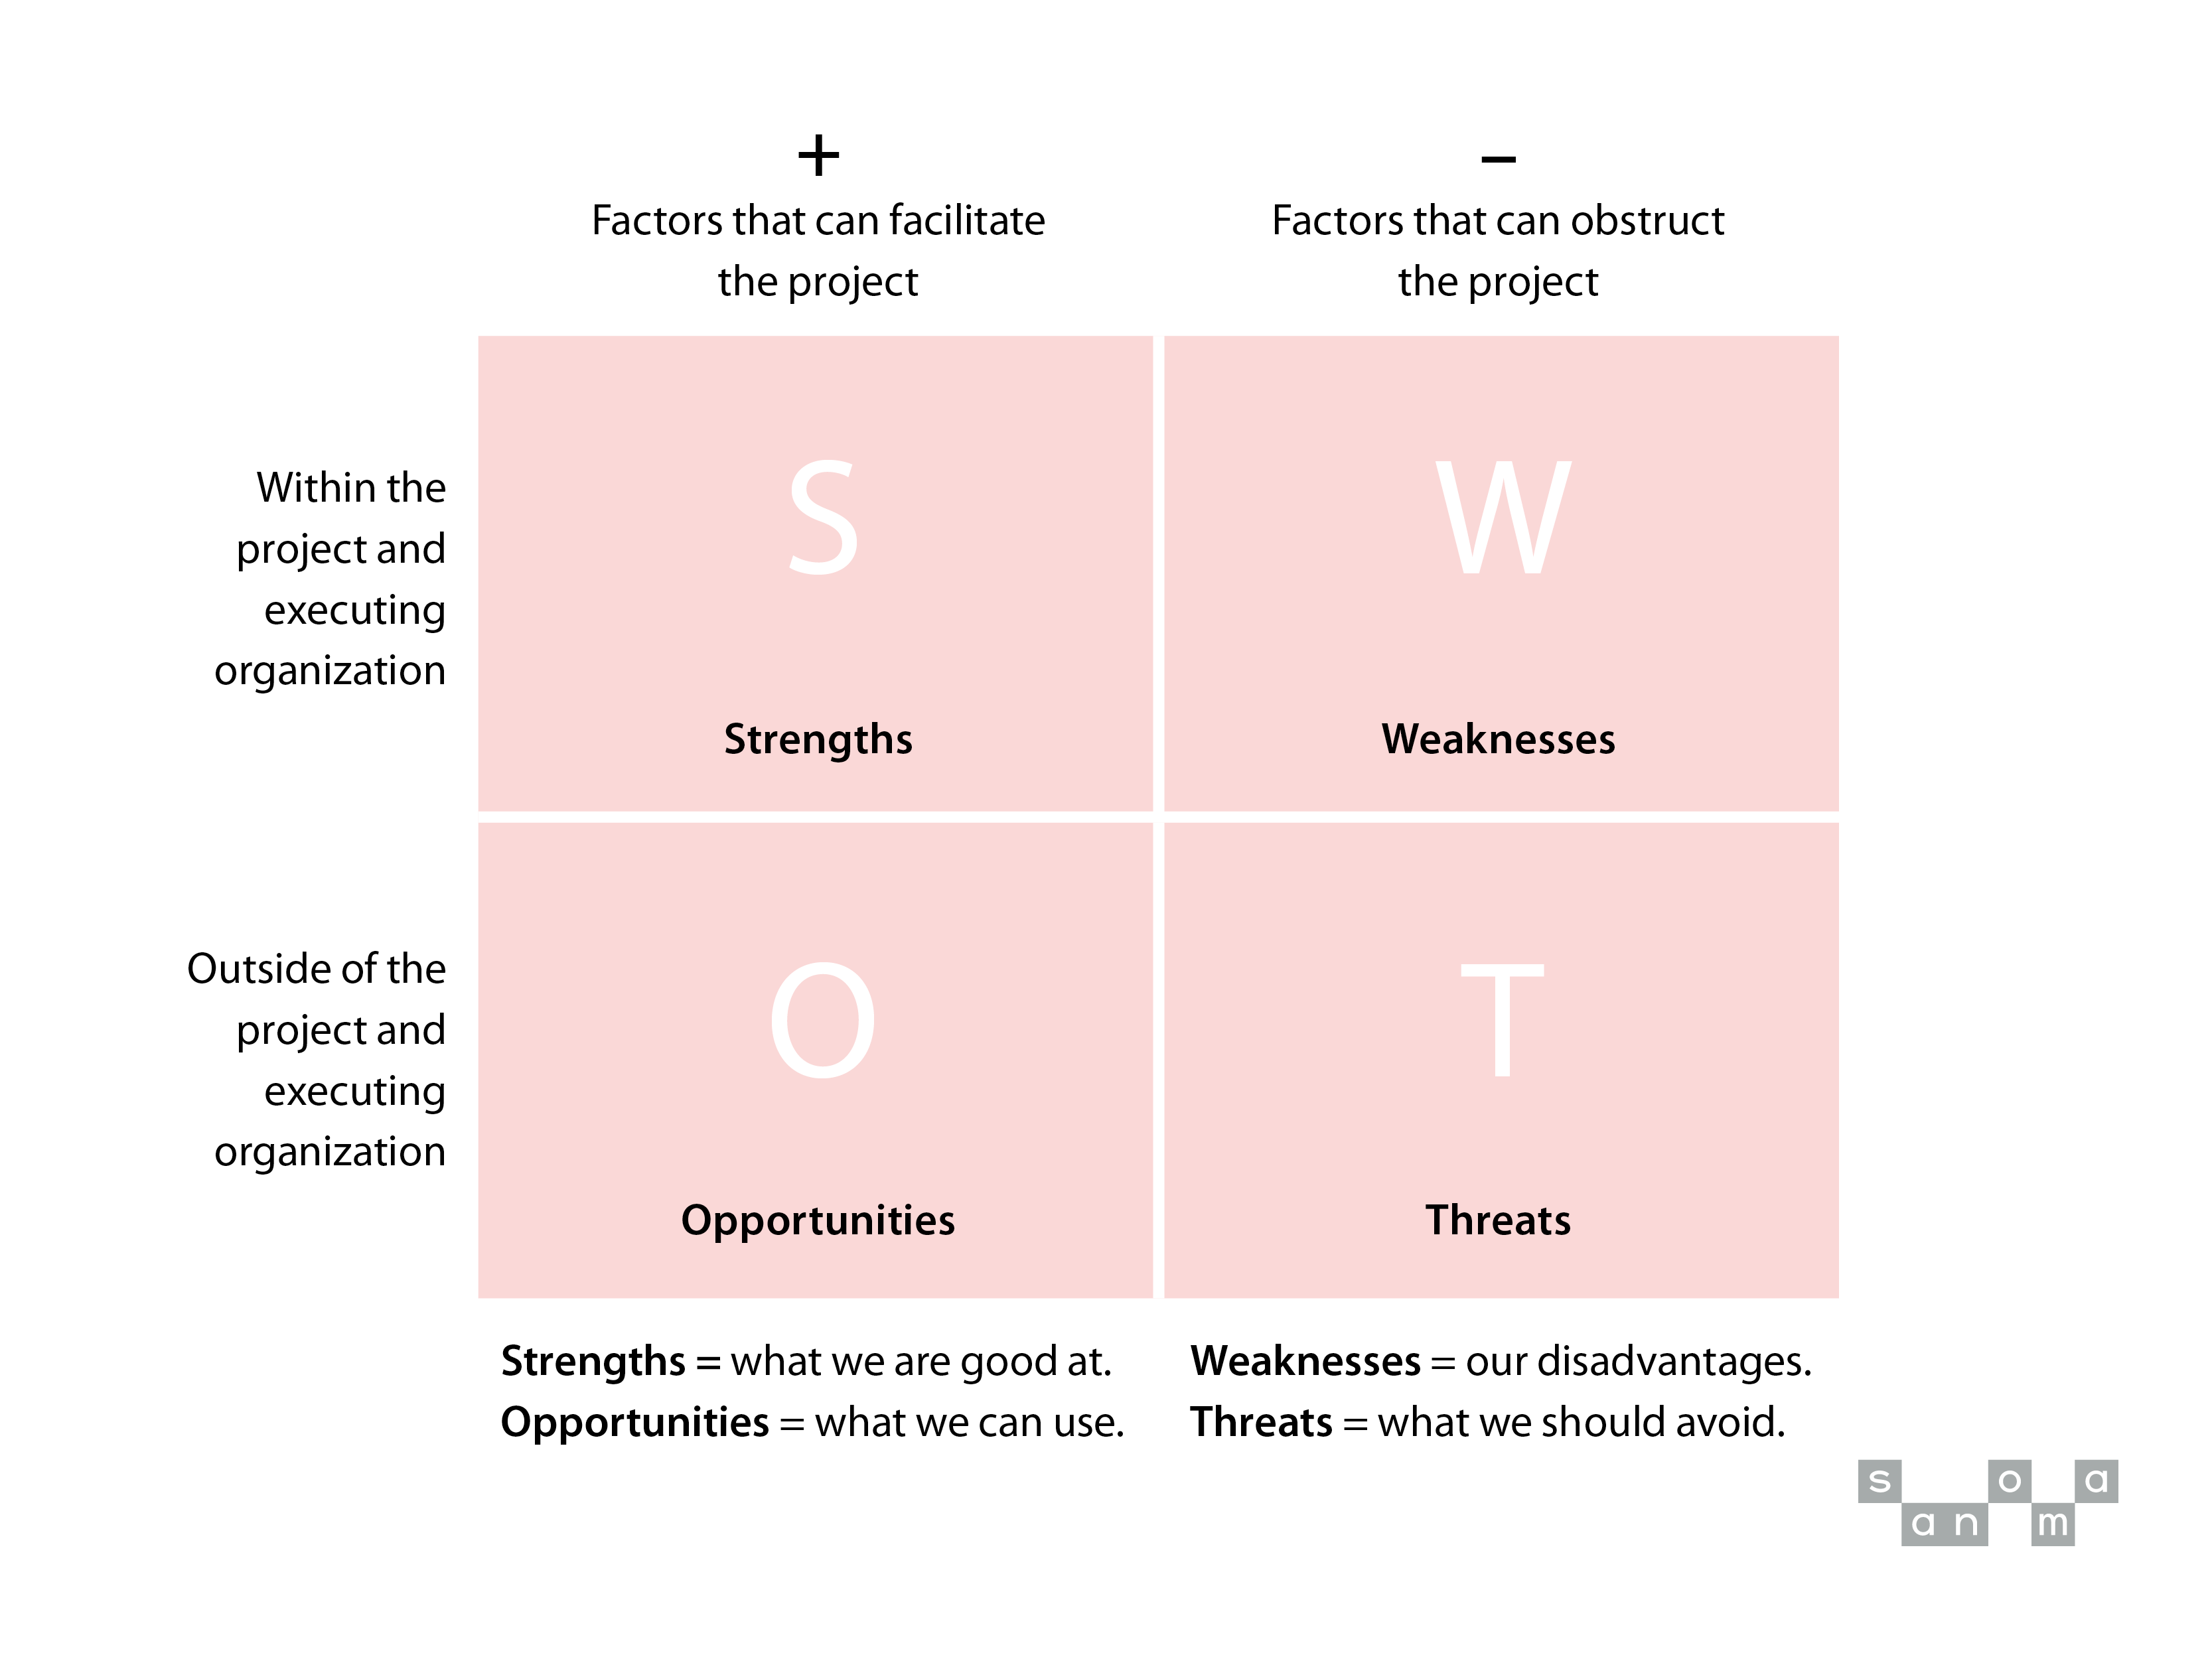 +
Factors that can facilitate
the project
–
Factors that can obstruct
the project
Within the
project and
executing
organization
S
Strengths
W
Weaknesses
Outside of the
project and
executing
organization
O
Opportunities
T
Threats
Strengths = what we are good at.
Opportunities = what we can use.
Weaknesses = our disadvantages.
Threats = what we should avoid.
sanoma